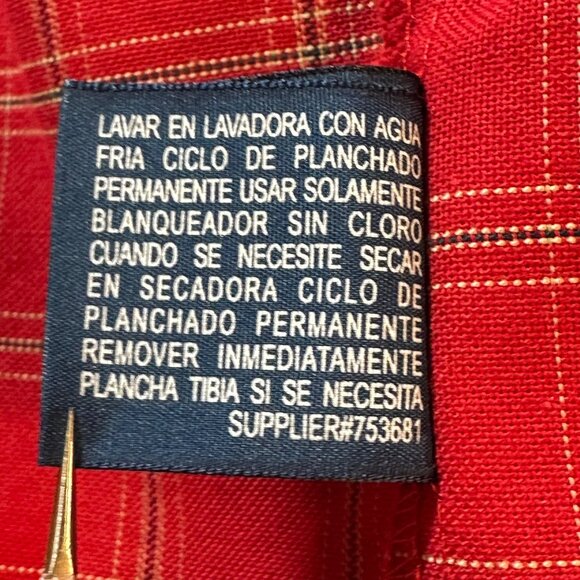 LAVAR EN LAVADORA CON AGUA
FRIA CICLO DE PLANCHADO
PERMANENTE USAR SOLAMENTE
BLANQUEADOR SIN CLORO
CUANDO SE NECESITE SECAR
EN SECADORA CICLO DE
PLANCHADO PERMANENTE
REMOVER INMEDIATAMENTE
PLANCHA TIBIA SI SE NECESITA
SUPPLIER#753681